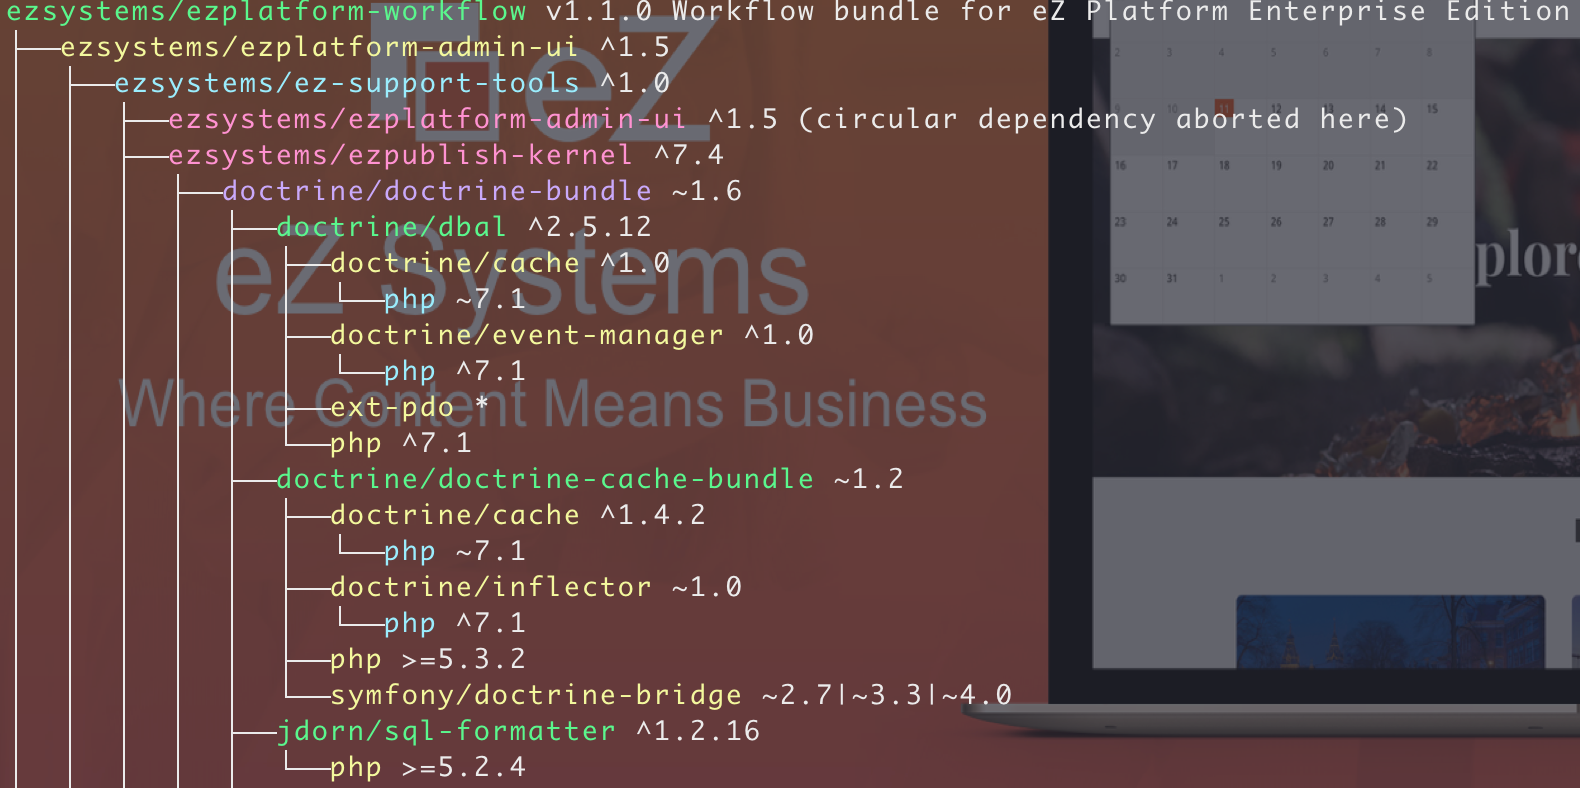 ezsystems/ezplatform-workflow v1.1.0 Workflow bundle for eZ Platform Enterprise Edition
├──ezsystems/ezplatform-admin-ui ^1.5
│  ├──ezsystems/ez-support-tools ^1.0
│  │  ├──ezsystems/ezplatform-admin-ui ^1.5 (circular dependency aborted here)
│  │  ├──ezsystems/ezpublish-kernel ^7.4
│  │  │  ├──doctrine/doctrine-bundle ~1.6
│  │  │  │  ├──doctrine/dbal ^2.5.12
│  │  │  │  │  ├──doctrine/cache ^1.0
│  │  │  │  │  │  └──php ~7.1
│  │  │  │  │  ├──doctrine/event-manager ^1.0
│  │  │  │  │  │  └──php ^7.1
│  │  │  │  │  ├──ext-pdo *
│  │  │  │  │  └──php ^7.1
│  │  │  │  ├──doctrine/doctrine-cache-bundle ~1.2
│  │  │  │  │  ├──doctrine/cache ^1.4.2
│  │  │  │  │  │  └──php ~7.1
│  │  │  │  │  ├──doctrine/inflector ~1.0
│  │  │  │  │  │  └──php ^7.1
│  │  │  │  │  ├──php >=5.3.2
│  │  │  │  │  └──symfony/doctrine-bridge ~2.7|~3.3|~4.0
│  │  │  │  ├──jdorn/sql-formatter ^1.2.16
│  │  │  │  │  └──php >=5.2.4
eZ
eZ Systems
Where Content Means Business
2 3 4 5 6 7 8
9 10 11 12 13 14 15
16 17 18 19 20 21 22
23 24 25 26 27 28 29
30 31 1 2 3 4 5